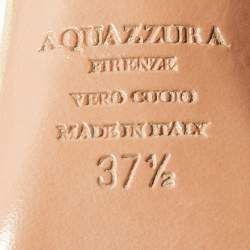 AQUAZZURA
FIRENZE
VERO CUOIO
MADE IN ITALY
37½